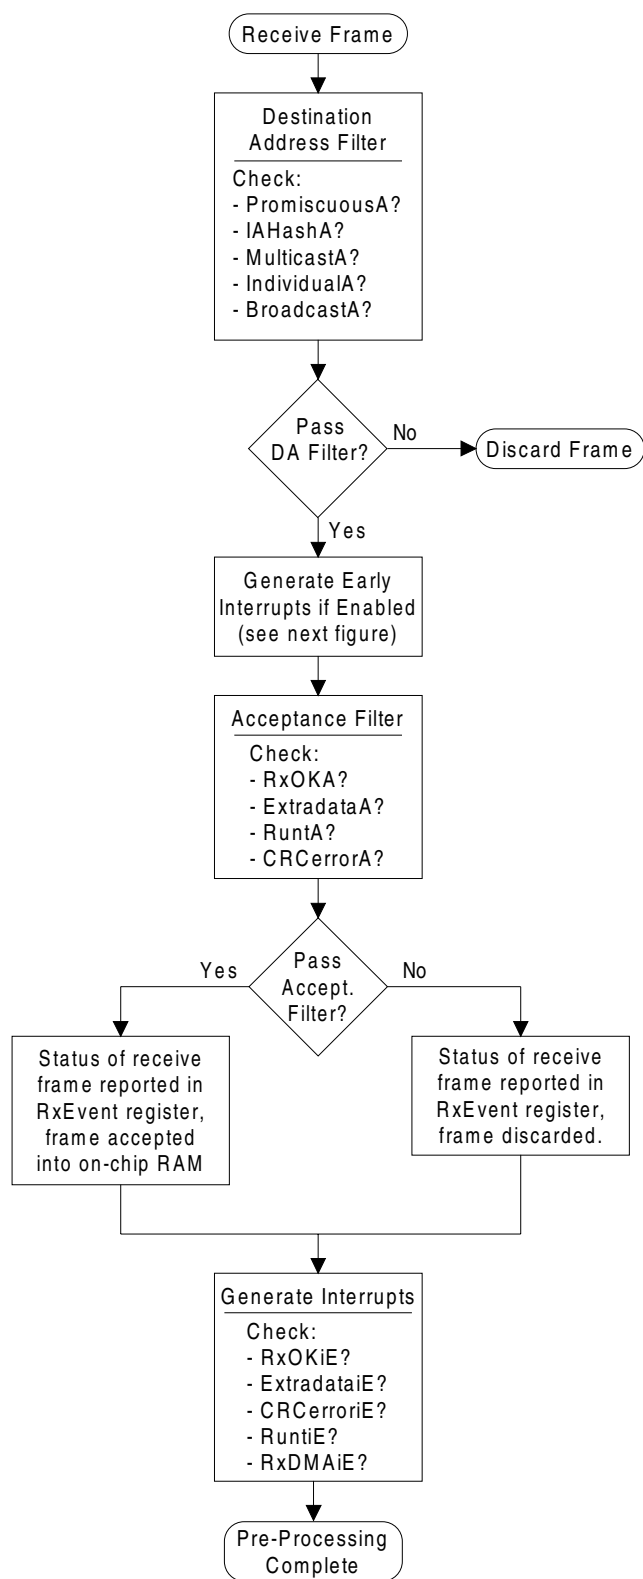 Receive Frame
Destination
Address Filter
Check:
- PromiscuousA?
- IAHashA?
- MulticastA?
- IndividualA?
- BroadcastA?
Pass
DA Filter?
No
Discard Frame
Yes
Generate Early
Interrupts if Enabled
(see next figure)
Acceptance Filter
Check:
- RxOKA?
- ExtradataA?
- RuntA?
- CRCerrorA?
Pass
Accept.
Filter?
Yes
No
Status of receive
frame reported in
RxEvent register,
frame accepted
into on-chip RAM
Status of receive
frame reported in
RxEvent register,
frame discarded.
Generate Interrupts
Check:
- RxOKiE?
- ExtradataiE?
- CRCerroriE?
- RuntiE?
- RxDMAiE?
Pre-Processing
Complete